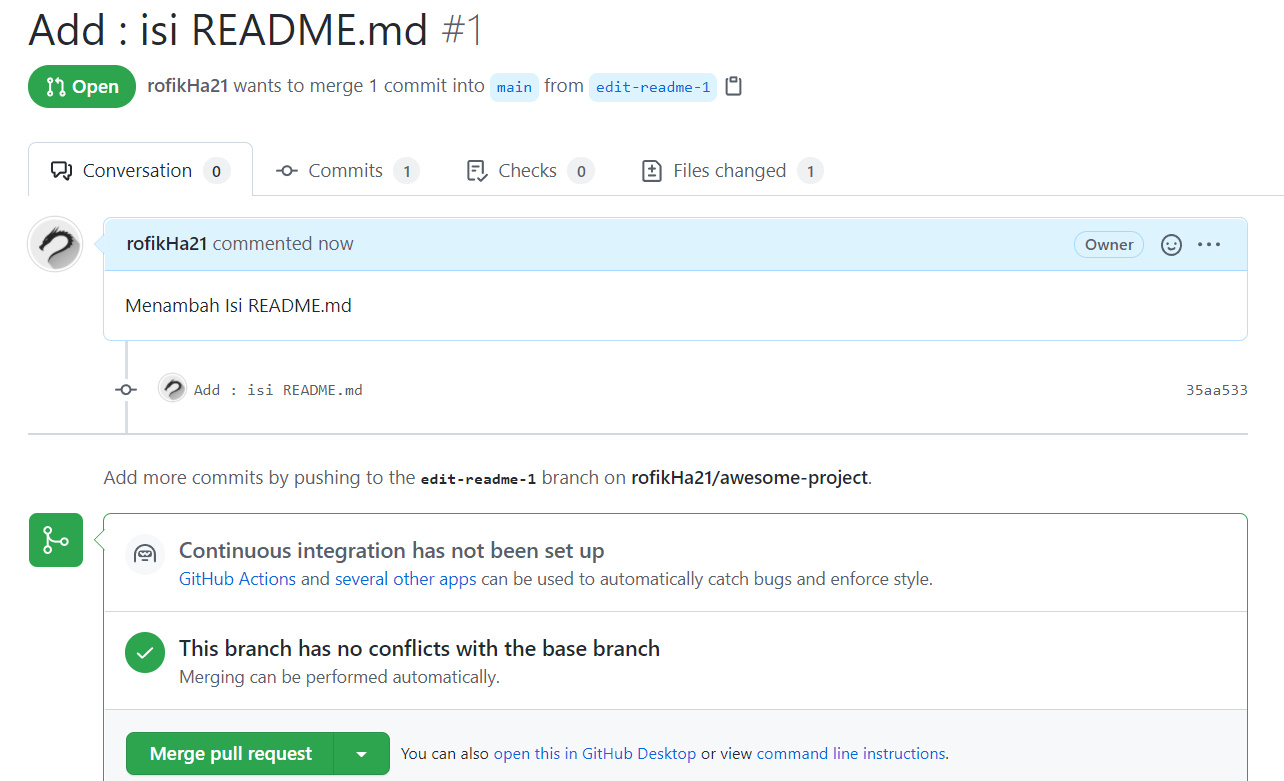 Add : isi README.md #1
Open rofikHa21 wants to merge 1 commit into main from edit-readme-1
Conversation 0 Commits 1 Checks 0 Files changed 1
rofikHa21 commented now Owner
Menambah Isi README.md
Add : isi README.md 35aa533
Add more commits by pushing to the edit-readme-1 branch on rofikHa21/awesome-project.
Continuous integration has not been set up
GitHub Actions and several other apps can be used to automatically catch bugs and enforce style.
This branch has no conflicts with the base branch
Merging can be performed automatically.
Merge pull request You can also open this in GitHub Desktop or view command line instructions.